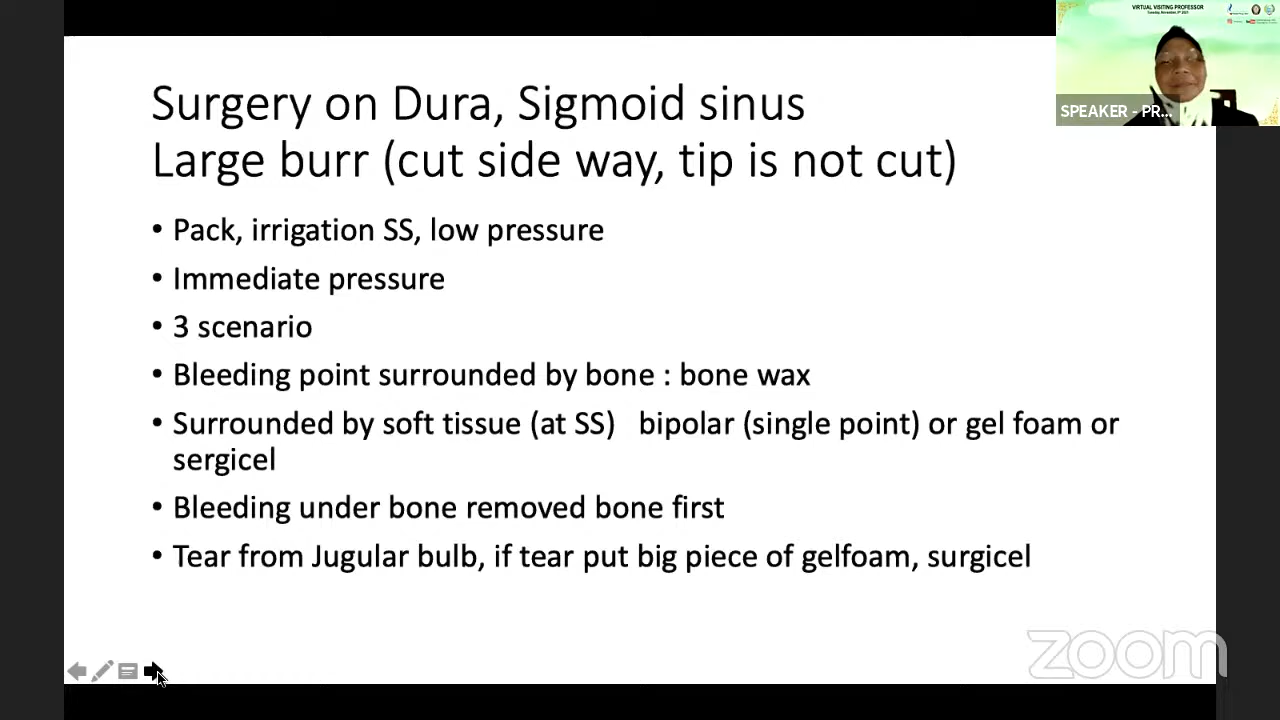 VIRTUAL VISITING PROFESSOR
SPEAKER - PR...
Surgery on Dura, Sigmoid sinus
Large burr (cut side way, tip is not cut)
• Pack, irrigation SS, low pressure
• Immediate pressure
• 3 scenario
• Bleeding point surrounded by bone : bone wax
• Surrounded by soft tissue (at SS) bipolar (single point) or gel foam or
sergicel
• Bleeding under bone removed bone first
• Tear from Jugular bulb, if tear put big piece of gelfoam, surgicel
zoom